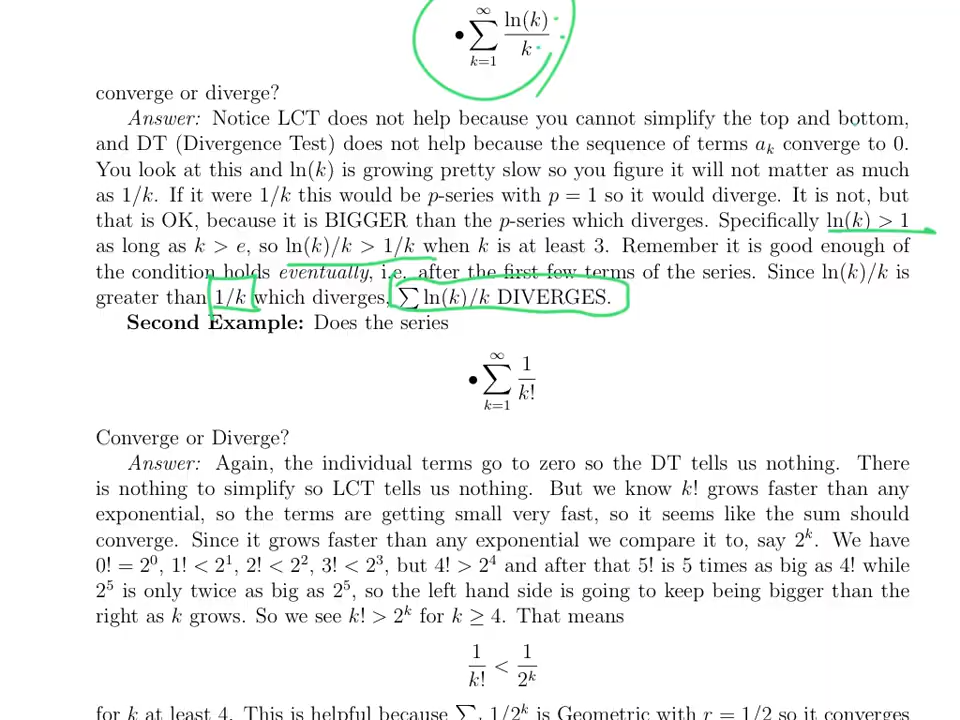 • ∑_{k=1}^{∞} ln(k)/k
converge or diverge?
Answer: Notice LCT does not help because you cannot simplify the top and bottom,
and DT (Divergence Test) does not help because the sequence of terms a_k converge to 0.
You look at this and ln(k) is growing pretty slow so you figure it will not matter as much
as 1/k. If it were 1/k this would be p-series with p = 1 so it would diverge. It is not, but
that is OK, because it is BIGGER than the p-series which diverges. Specifically ln(k) > 1
as long as k > e, so ln(k)/k > 1/k when k is at least 3. Remember it is good enough of
the condition holds eventually, i.e. after the first few terms of the series. Since ln(k)/k is
greater than 1/k which diverges, ∑ ln(k)/k DIVERGES.
Second Example: Does the series
• ∑_{k=1}^{∞} 1/k!
Converge or Diverge?
Answer: Again, the individual terms go to zero so the DT tells us nothing. There
is nothing to simplify so LCT tells us nothing. But we know k! grows faster than any
exponential, so the terms are getting small very fast, so it seems like the sum should
converge. Since it grows faster than any exponential we compare it to, say 2^k. We have
0! = 2^0, 1! < 2^1, 2! < 2^2, 3! < 2^3, but 4! > 2^4 and after that 5! is 5 times as big as 4! while
2^5 is only twice as big as 2^5, so the left hand side is going to keep being bigger than the
right as k grows. So we see k! > 2^k for k ≥ 4. That means
1/k! < 1/2^k
for k at least 4. This is helpful because ∑ 1/2^k is Geometric with r = 1/2 so it converges